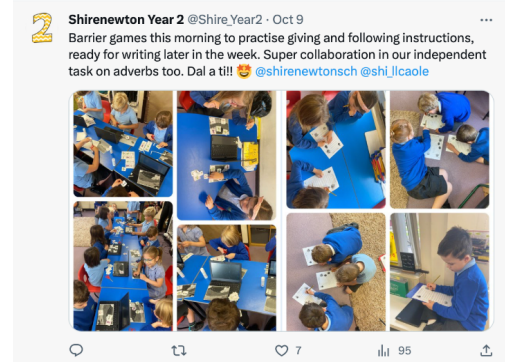 2 Shirenewton Year 2 @Shire_Year2 · Oct 9 ...
Barrier games this morning to practise giving and following instructions,
ready for writing later in the week. Super collaboration in our independent
task on adverbs too. Dal a ti!! 🤩 @shirenewtonsch @shi_llcaole
7 95